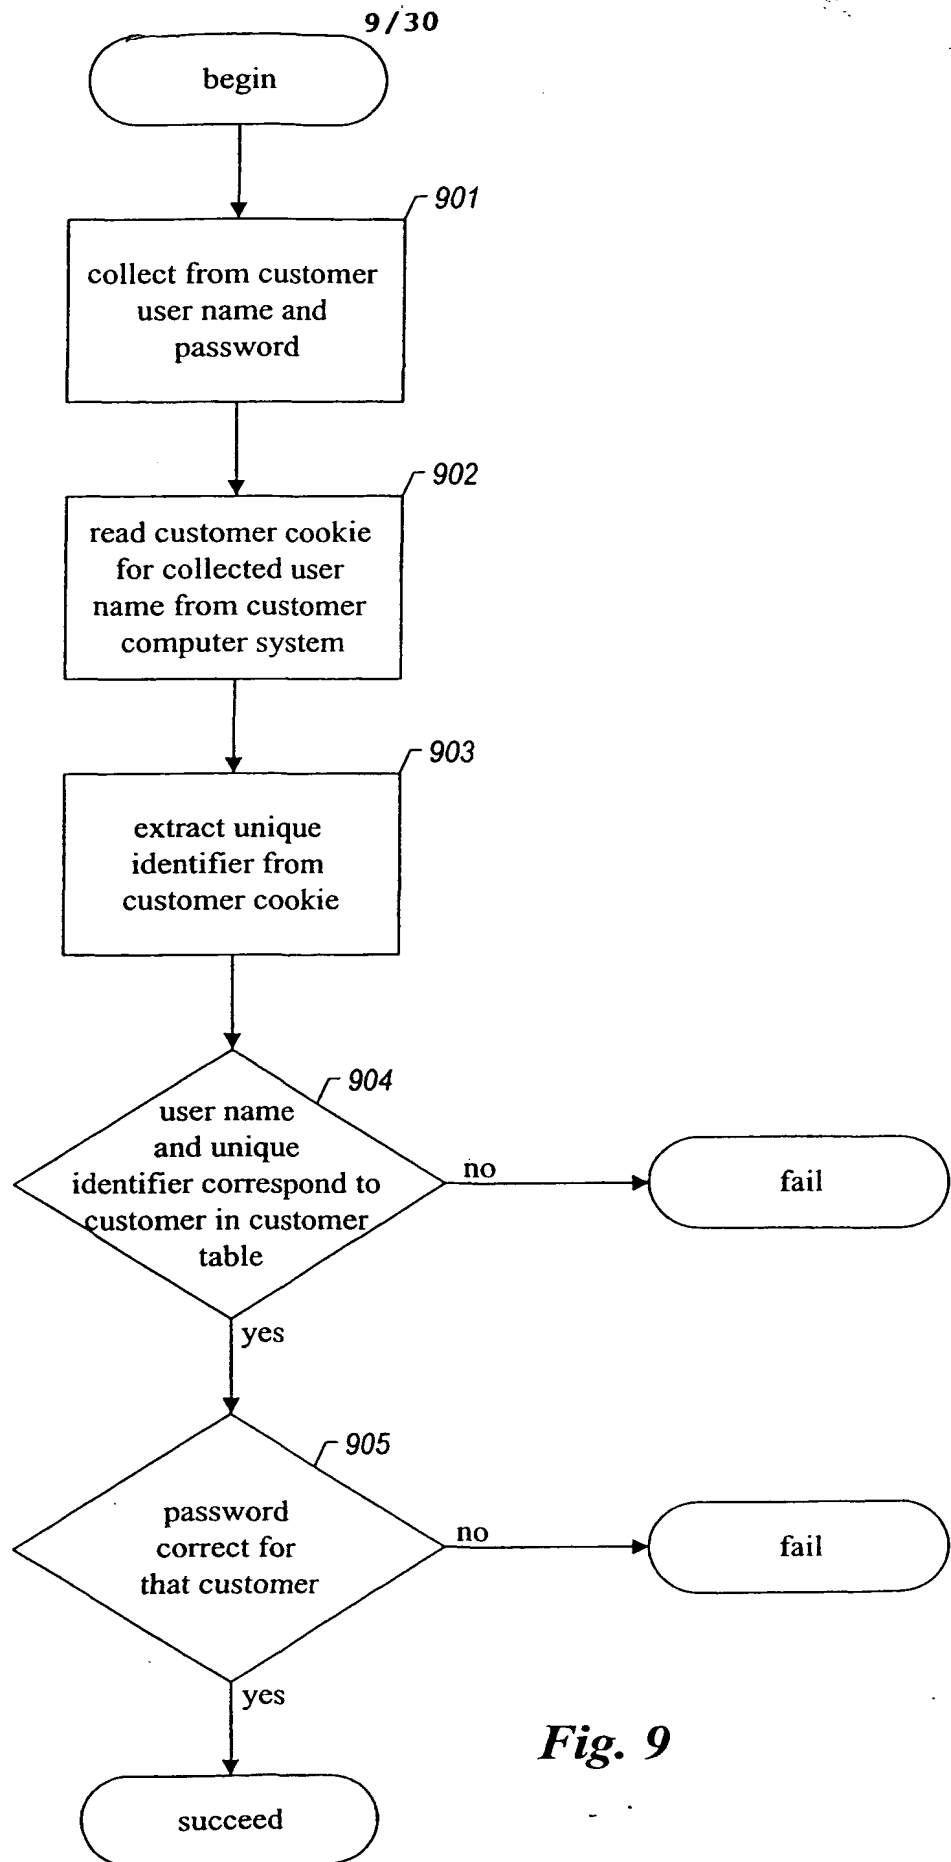 9/30
begin
901
collect from customer
user name and
password
902
read customer cookie
for collected user
name from customer
computer system
903
extract unique
identifier from
customer cookie
904
user name
and unique
identifier correspond to
customer in customer
table
no
fail
yes
905
password
correct for
that customer
no
fail
yes
succeed
Fig. 9